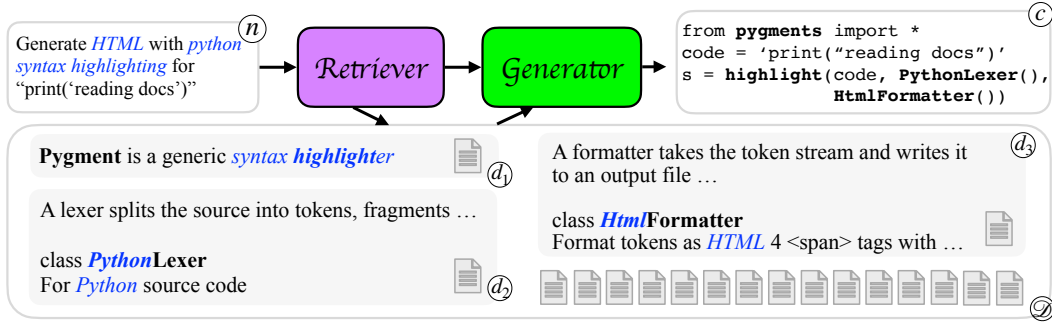 n
Generate HTML with python
syntax highlighting for
“print(‘reading docs’)”
Retriever
Generator
c
from pygments import *
code = ‘print(“reading docs”)’
s = highlight(code, PythonLexer(),
HtmlFormatter())
Pygment is a generic syntax highlighter
d1
A lexer splits the source into tokens, fragments …
class PythonLexer
For Python source code
d2
A formatter takes the token stream and writes it
to an output file …
d3
class HtmlFormatter
Format tokens as HTML 4 <span> tags with …
𝒟